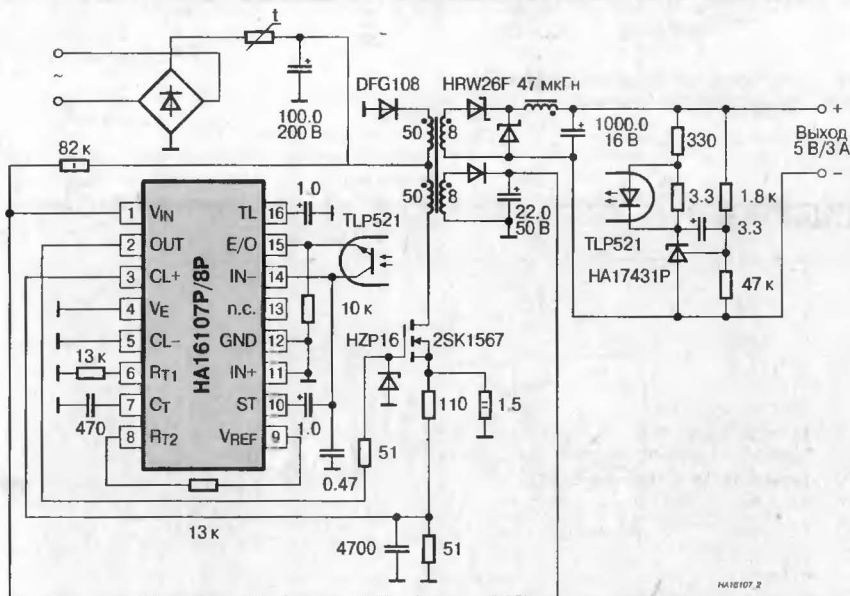 t
DFG108
HRW26F 47 мкГн
100.0
200 В
82 к
50
8
50
8
22.0
50 В
1000.0
16 В
330
3.3
1.8 к
3.3
47 к
TLP521
HA17431P
+
Выход
5 В/3 А
−
~
HA16107P/8P
1 VIN
2 OUT
3 CL+
4 VE
5 CL−
6 RT1
7 CT
8 RT2
TL 16
E/O 15
IN− 14
n.c. 13
GND 12
IN+ 11
ST 10
VREF 9
1.0
TLP521
10 к
1.0
0.47
13 к
470
13 к
HZP16
2SK1567
110
1.5
51
4700
51
HA16107_2